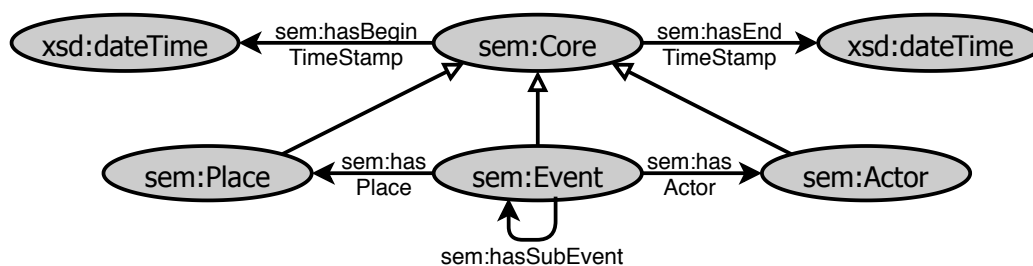 xsd:dateTime
sem:hasBegin
TimeStamp
sem:Core
sem:hasEnd
TimeStamp
xsd:dateTime
sem:Place
sem:has
Place
sem:Event
sem:has
Actor
sem:Actor
sem:hasSubEvent